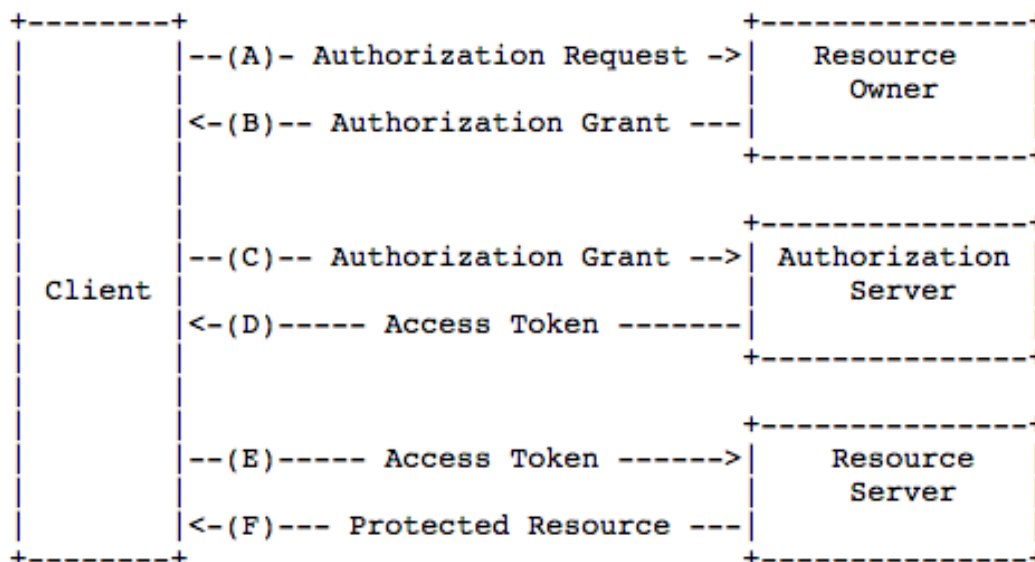 +--------+                               +---------------+
|        |--(A)- Authorization Request ->|   Resource    |
|        |                               |     Owner     |
|        |<-(B)-- Authorization Grant ---|               |
|        |                               +---------------+
|        |
|        |                               +---------------+
|        |--(C)-- Authorization Grant -->| Authorization |
| Client |                               |     Server    |
|        |<-(D)----- Access Token -------|               |
|        |                               +---------------+
|        |
|        |                               +---------------+
|        |--(E)----- Access Token ------>|    Resource   |
|        |                               |     Server    |
|        |<-(F)--- Protected Resource ---|               |
+--------+                               +---------------+